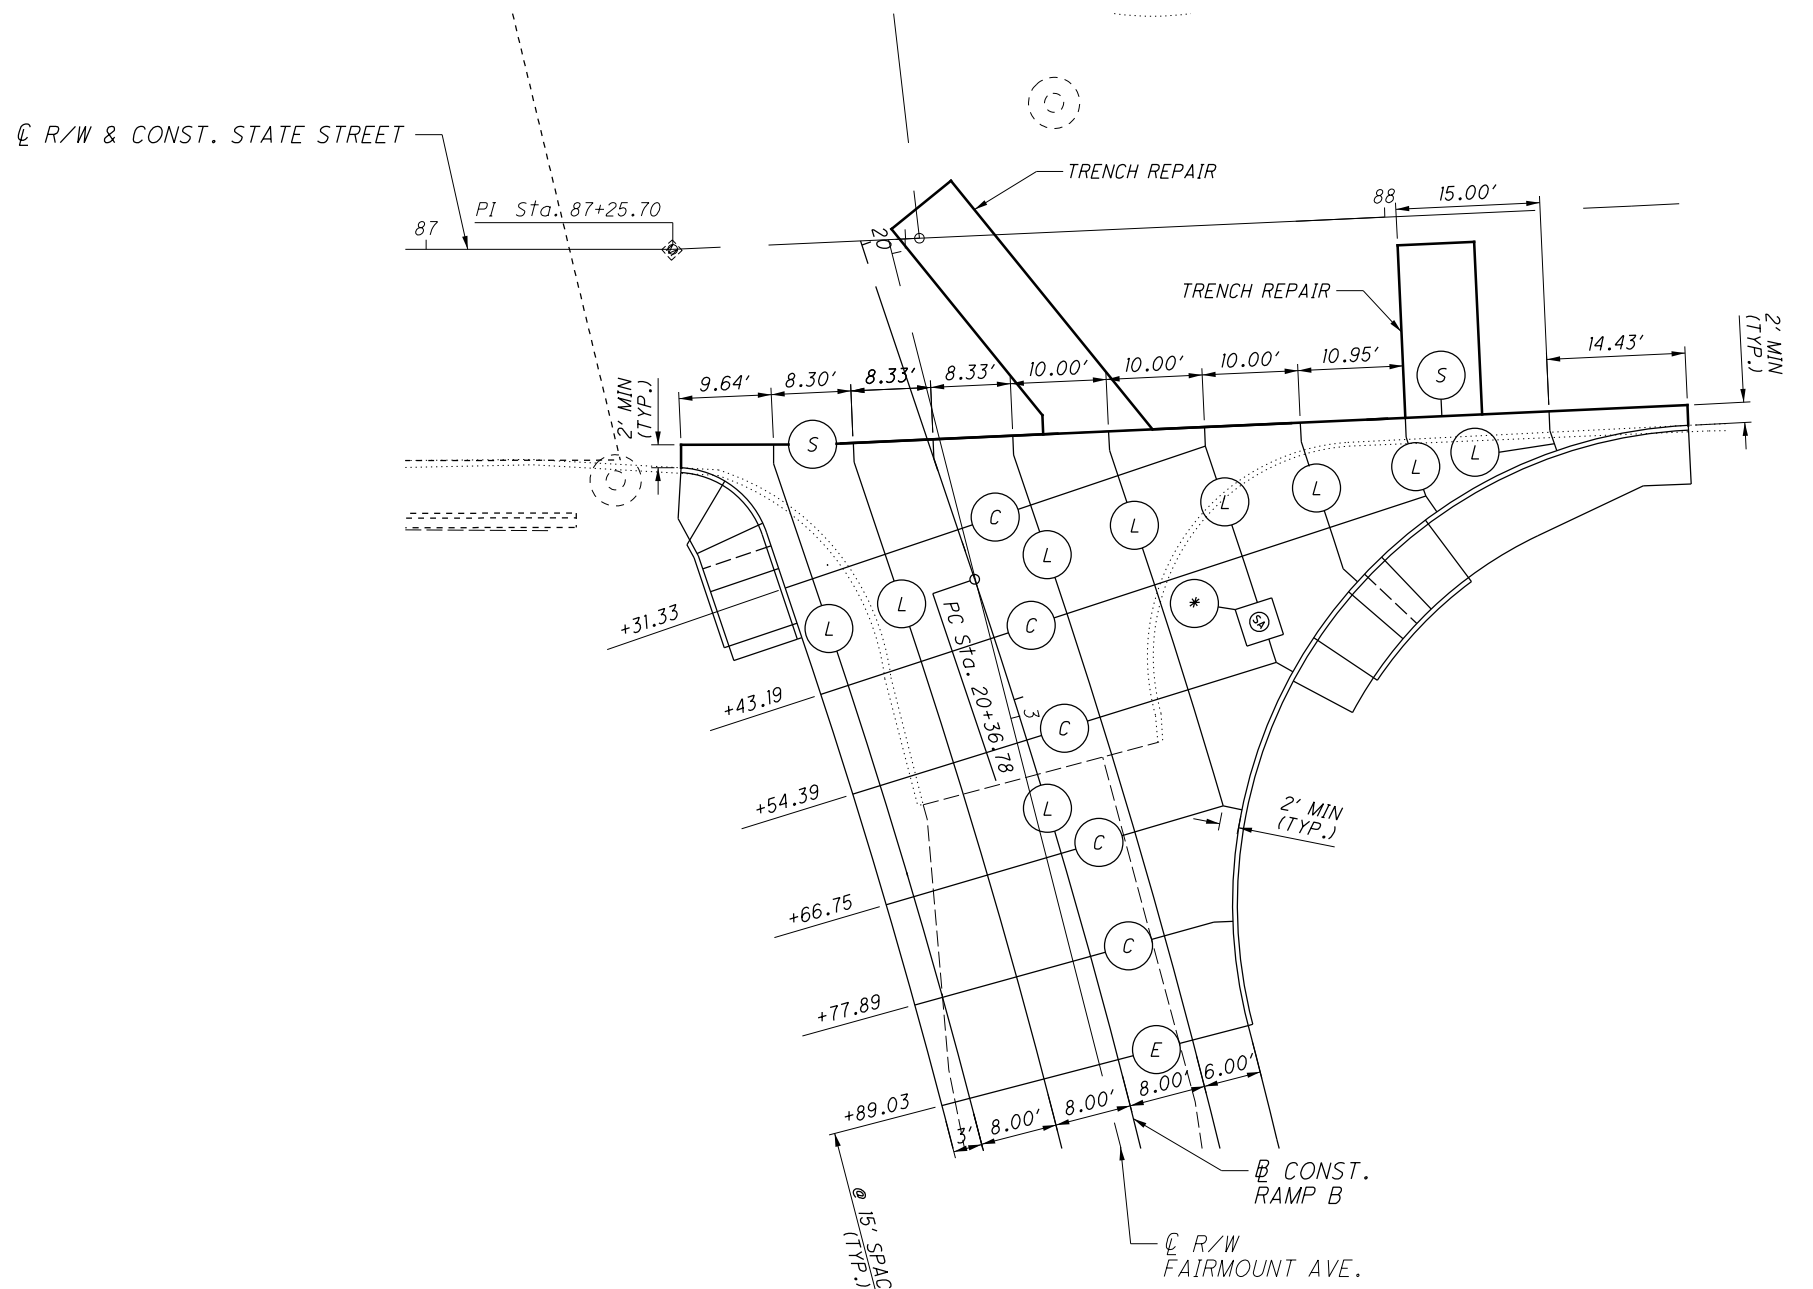 ℄ R/W & CONST. STATE STREET
PI Sta. 87+25.70
87
20
TRENCH REPAIR
88
15.00'
TRENCH REPAIR
2' MIN
(TYP.)
14.43'
2' MIN
(TYP.)
9.64'
8.30'
8.33'
8.33'
10.00'
10.00'
10.00'
10.95'
S
S
L
L
L
L
L
L
C
L
L
*
SA
L
C
+31.33
PC Sta. 20+36.78
3
+43.19
C
+54.39
L
C
2' MIN
(TYP.)
+66.75
C
+77.89
E
+89.03
3'
8.00'
8.00'
8.00'
6.00'
@ 15' SPAC
(TYP.)
B CONST.
RAMP B
℄ R/W
FAIRMOUNT AVE.